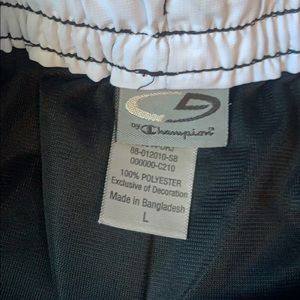 by Champion
88-012010-S8
000000-C210
100% POLYESTER
Exclusive of Decoration
Made in Bangladesh
L